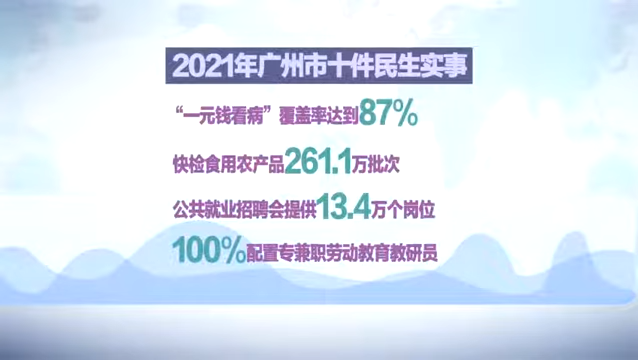 2021年广州市十件民生实事
“一元钱看病”覆盖率达到87%
快检食用农产品261.1万批次
公共就业招聘会提供13.4万个岗位
100%配置专兼职劳动教育教研员